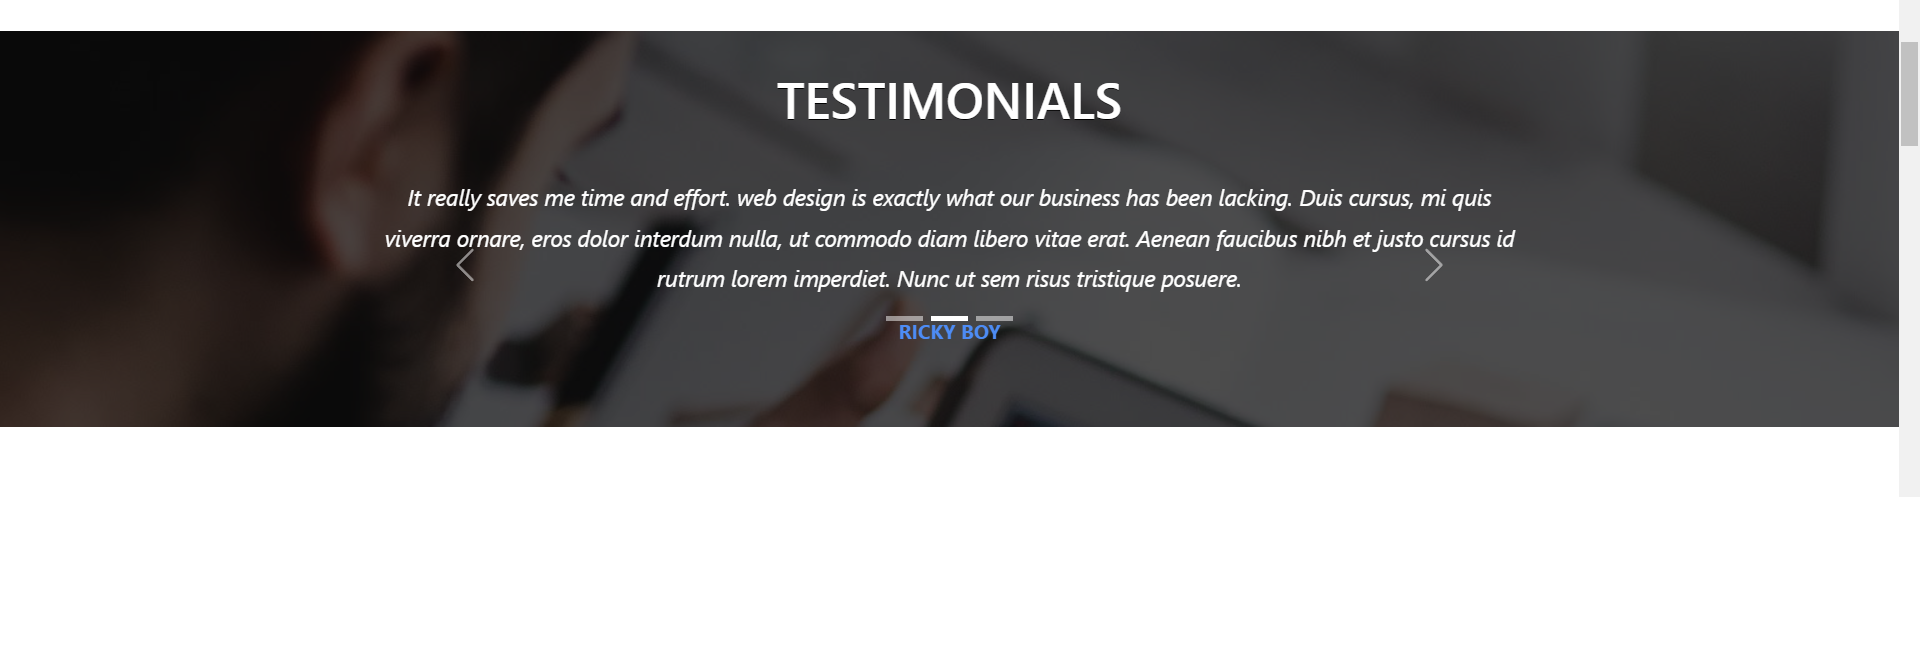 TESTIMONIALS
It really saves me time and effort. web design is exactly what our business has been lacking. Duis cursus, mi quis
viverra ornare, eros dolor interdum nulla, ut commodo diam libero vitae erat. Aenean faucibus nibh et justo cursus id
rutrum lorem imperdiet. Nunc ut sem risus tristique posuere.
RICKY BOY